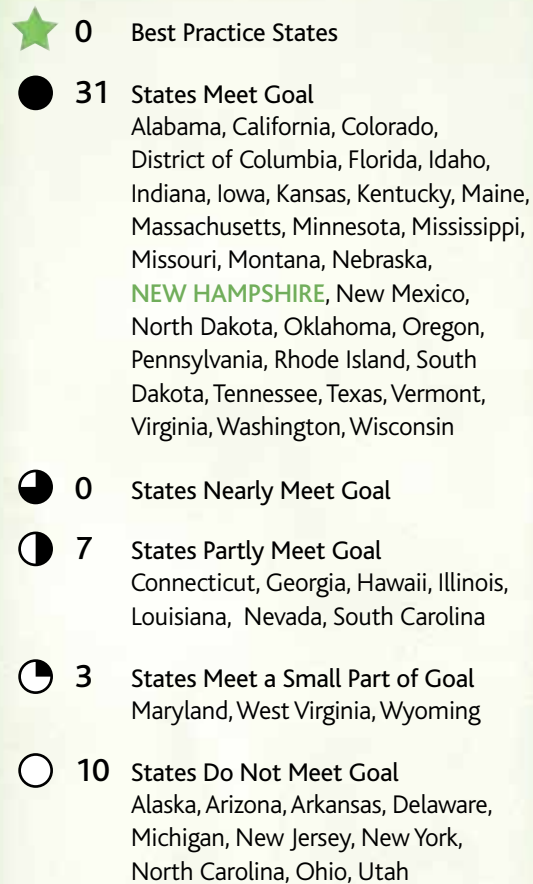 0 Best Practice States
31 States Meet Goal
Alabama, California, Colorado,
District of Columbia, Florida, Idaho,
Indiana, Iowa, Kansas, Kentucky, Maine,
Massachusetts, Minnesota, Mississippi,
Missouri, Montana, Nebraska,
NEW HAMPSHIRE, New Mexico,
North Dakota, Oklahoma, Oregon,
Pennsylvania, Rhode Island, South
Dakota, Tennessee, Texas, Vermont,
Virginia, Washington, Wisconsin
0 States Nearly Meet Goal
7 States Partly Meet Goal
Connecticut, Georgia, Hawaii, Illinois,
Louisiana, Nevada, South Carolina
3 States Meet a Small Part of Goal
Maryland, West Virginia, Wyoming
10 States Do Not Meet Goal
Alaska, Arizona, Arkansas, Delaware,
Michigan, New Jersey, New York,
North Carolina, Ohio, Utah